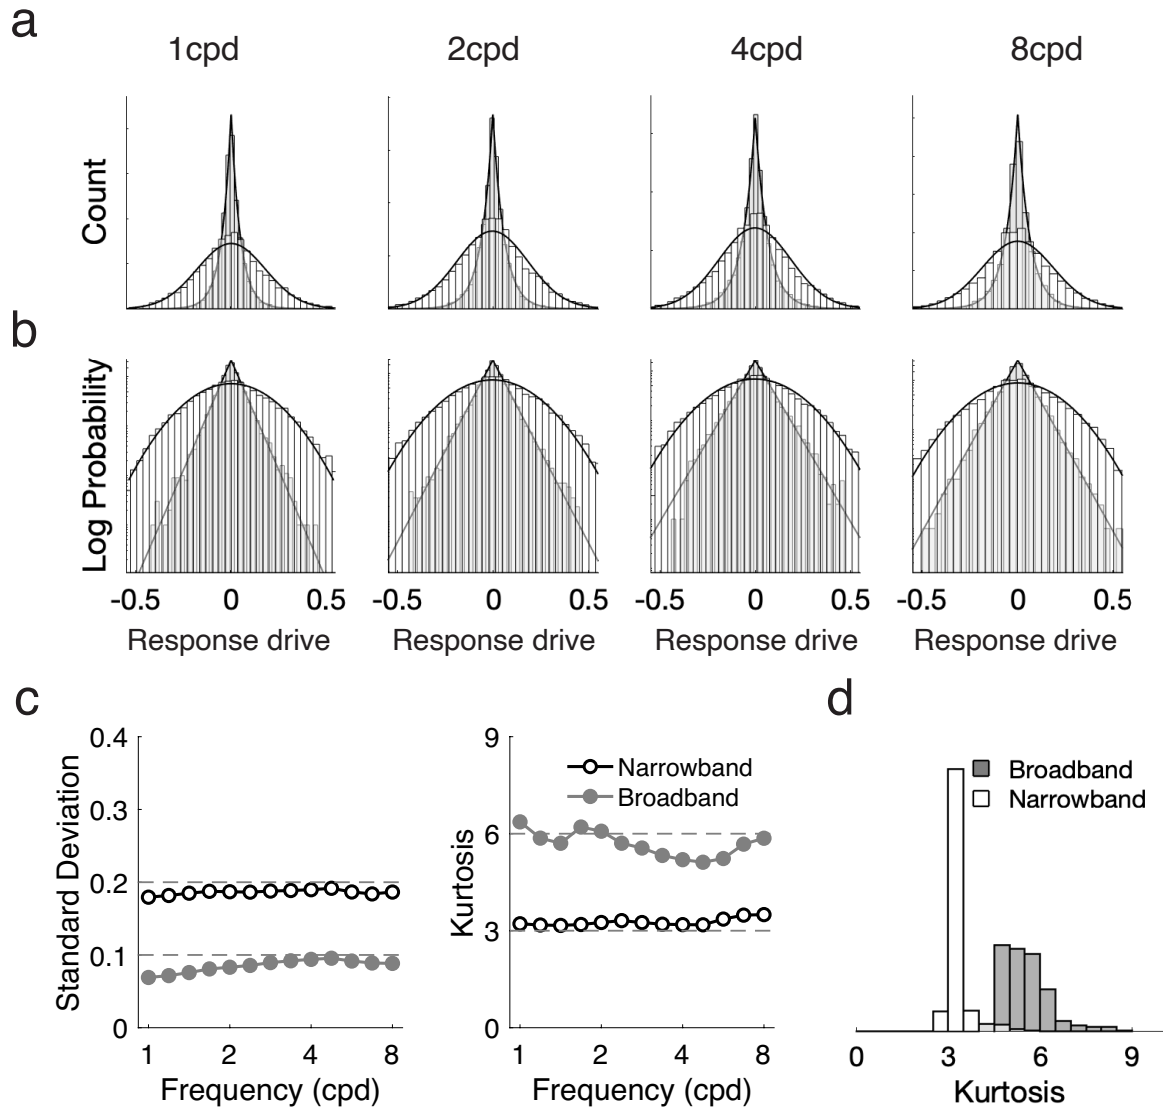 a
1cpd 2cpd 4cpd 8cpd
Count
b
Log Probability
-0.5 0 0.5 -0.5 0 0.5 -0.5 0 0.5 -0.5 0 0.5
Response drive Response drive Response drive Response drive
c
d
Standard Deviation
0.4
0.3
0.2
0.1
0
1 2 4 8
Frequency (cpd)
Kurtosis
9
6
3
0
Narrowband
Broadband
1 2 4 8
Frequency (cpd)
Broadband
Narrowband
0 3 6 9
Kurtosis